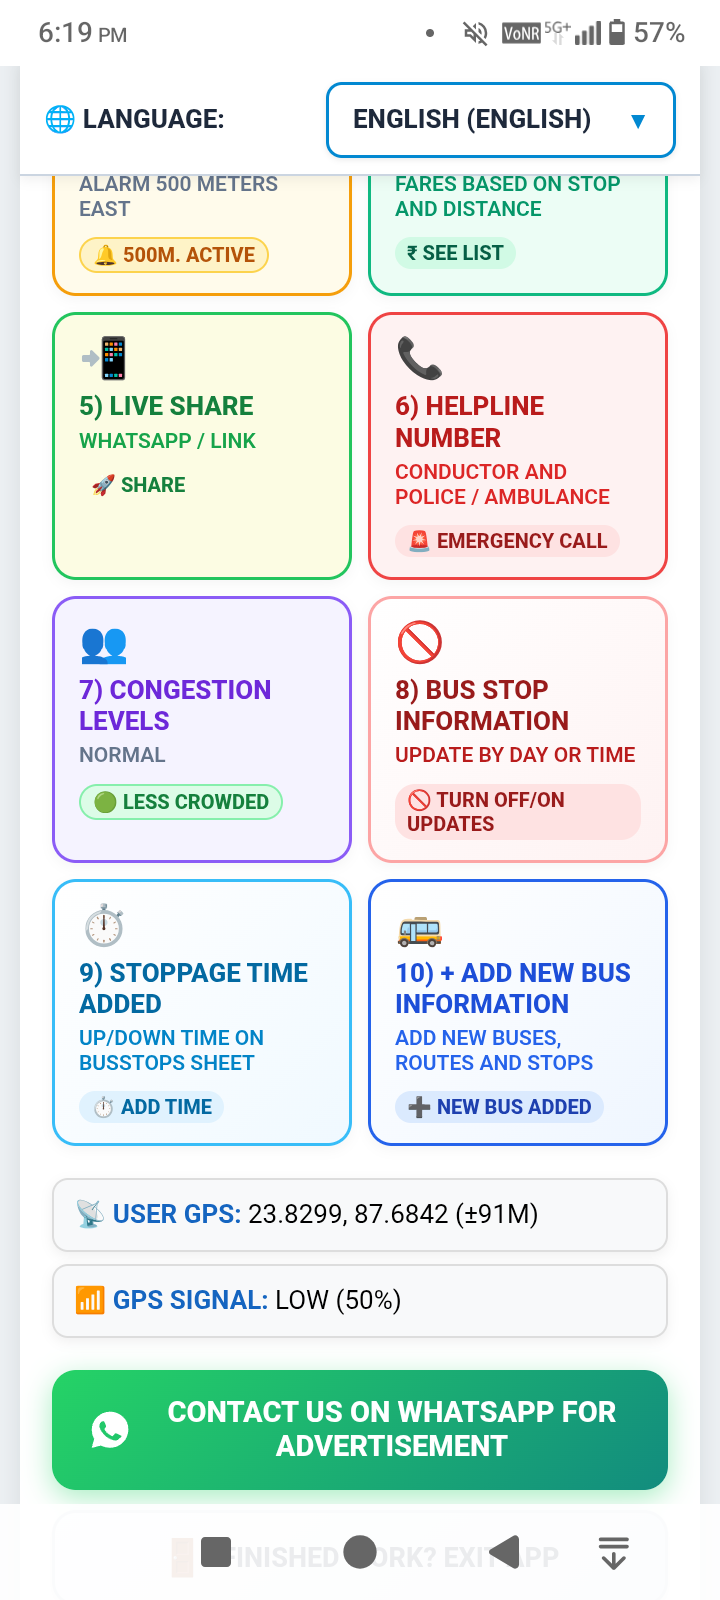 6:19 PM
VoNR 5G+ 57%
🌐 LANGUAGE:
ENGLISH (ENGLISH) ▼
ALARM 500 METERS
EAST
🔔 500M. ACTIVE
FARES BASED ON STOP
AND DISTANCE
₹ SEE LIST
5) LIVE SHARE
WHATSAPP / LINK
🚀 SHARE
6) HELPLINE
NUMBER
CONDUCTOR AND
POLICE / AMBULANCE
🚨 EMERGENCY CALL
7) CONGESTION
LEVELS
NORMAL
🟢 LESS CROWDED
8) BUS STOP
INFORMATION
UPDATE BY DAY OR TIME
🚫 TURN OFF/ON
UPDATES
9) STOPPAGE TIME
ADDED
UP/DOWN TIME ON
BUSSTOPS SHEET
⏱️ ADD TIME
10) + ADD NEW BUS
INFORMATION
ADD NEW BUSES,
ROUTES AND STOPS
➕ NEW BUS ADDED
📡 USER GPS: 23.8299, 87.6842 (±91M)
📶 GPS SIGNAL: LOW (50%)
CONTACT US ON WHATSAPP FOR
ADVERTISEMENT
FINISHED WORK? EXIT APP